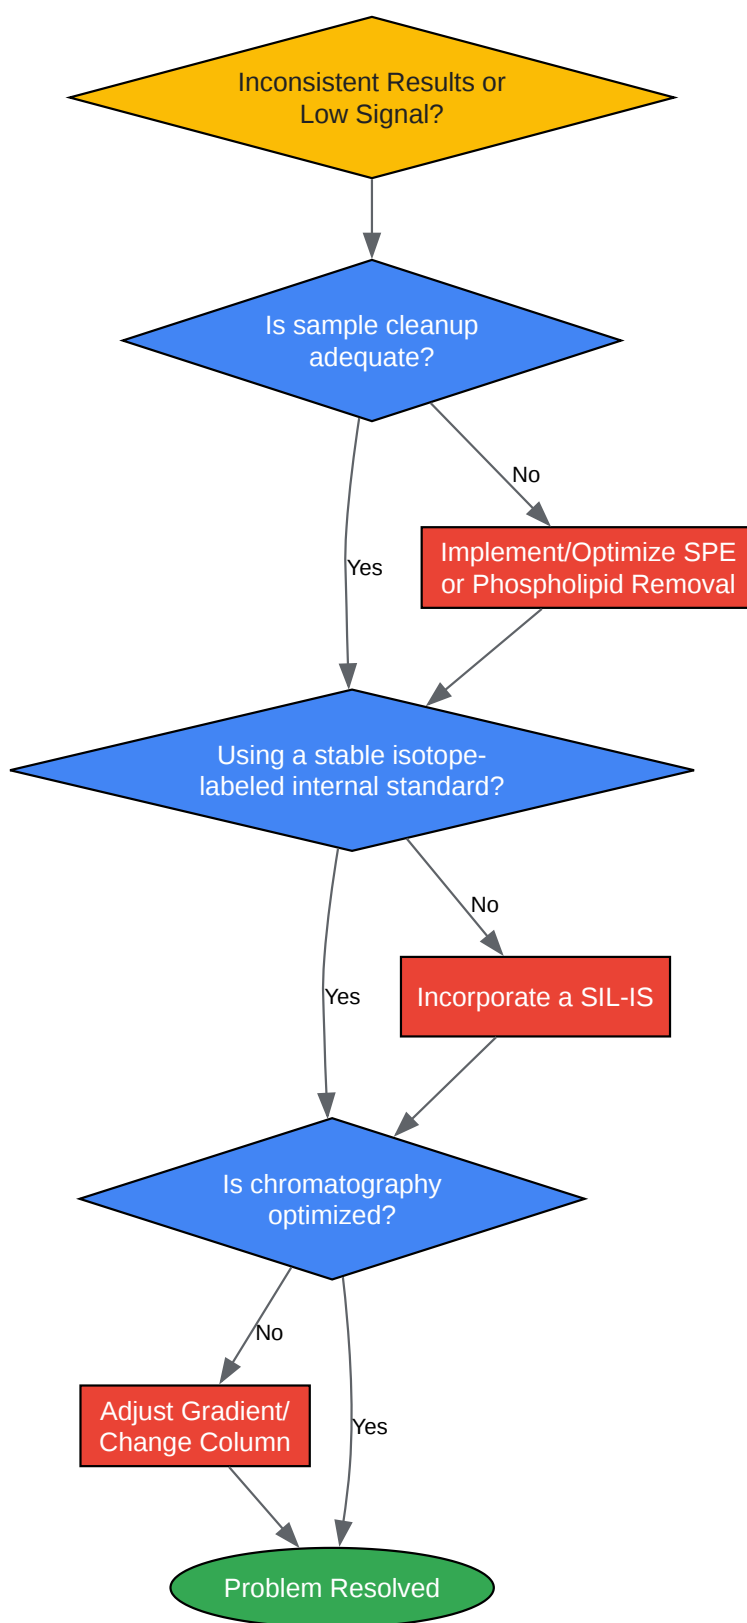 Inconsistent Results or
Low Signal?
Is sample cleanup
adequate?
No
Implement/Optimize SPE
or Phospholipid Removal
Yes
Using a stable isotope-
labeled internal standard?
No
Incorporate a SIL-IS
Yes
Is chromatography
optimized?
No
Adjust Gradient/
Change Column
Yes
Problem Resolved